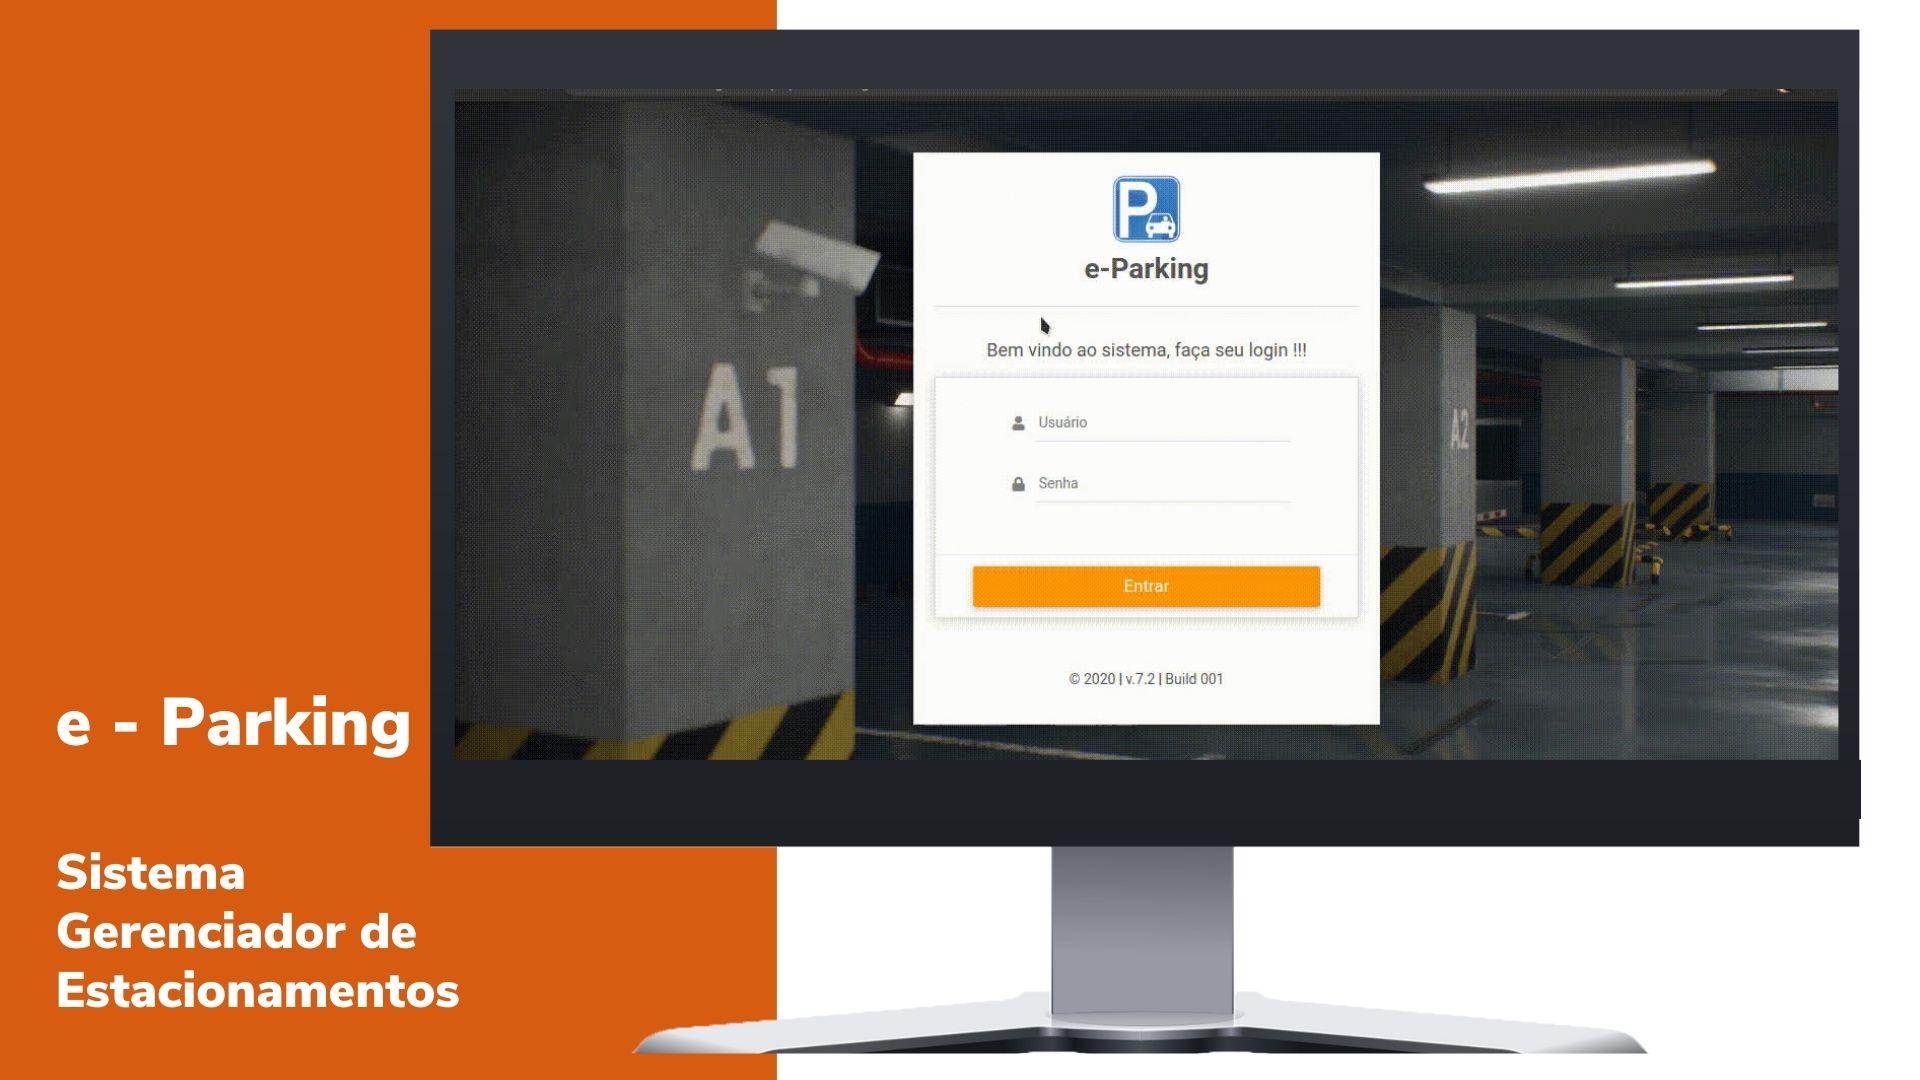 e - Parking
Sistema
Gerenciador de
Estacionamentos
A1
P
e-Parking
Bem vindo ao sistema, faça seu login !!!
Usuário
Senha
Entrar
© 2020 | v.7.2 | Build 001
A2